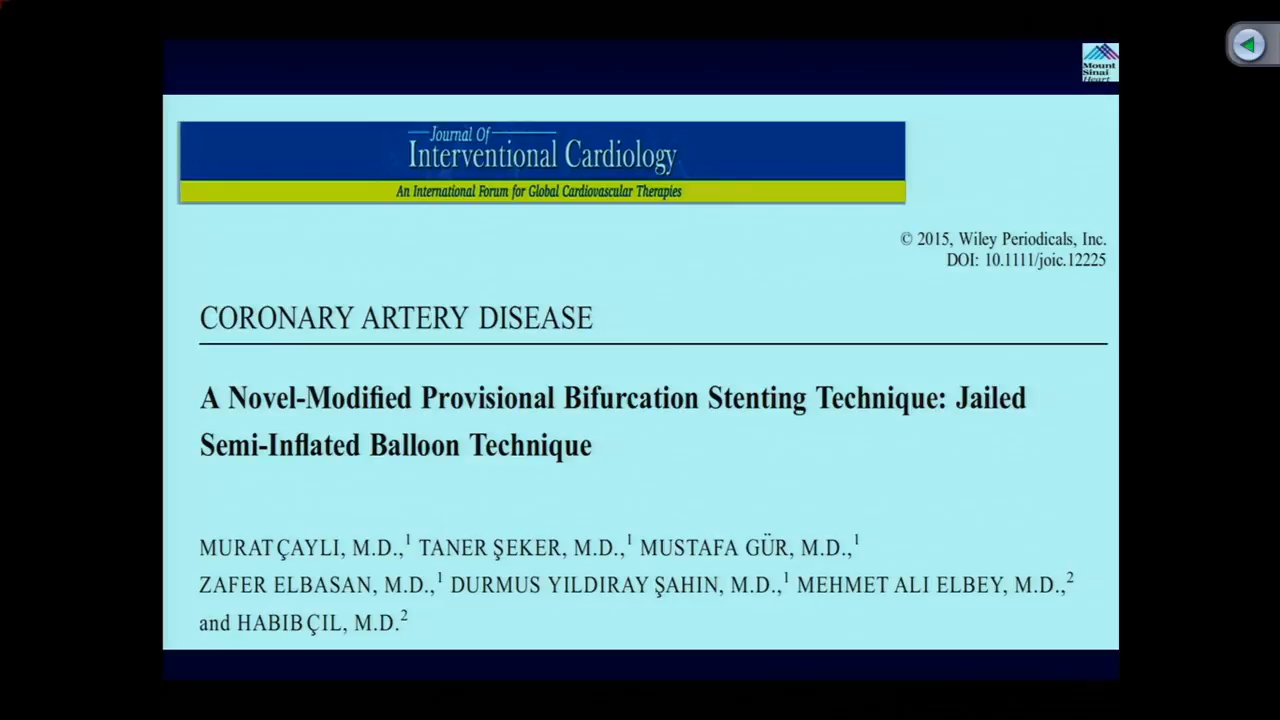 Mount
Sinai
Heart
Journal Of
Interventional Cardiology
An International Forum for Global Cardiovascular Therapies
© 2015, Wiley Periodicals, Inc.
DOI: 10.1111/joic.12225
CORONARY ARTERY DISEASE
A Novel-Modified Provisional Bifurcation Stenting Technique: Jailed
Semi-Inflated Balloon Technique
MURAT ÇAYLI, M.D.,1 TANER ŞEKER, M.D.,1 MUSTAFA GÜR, M.D.,1
ZAFER ELBASAN, M.D.,1 DURMUS YILDIRAY ŞAHIN, M.D.,1 MEHMET ALI ELBEY, M.D.,2
and HABIB ÇIL, M.D.2